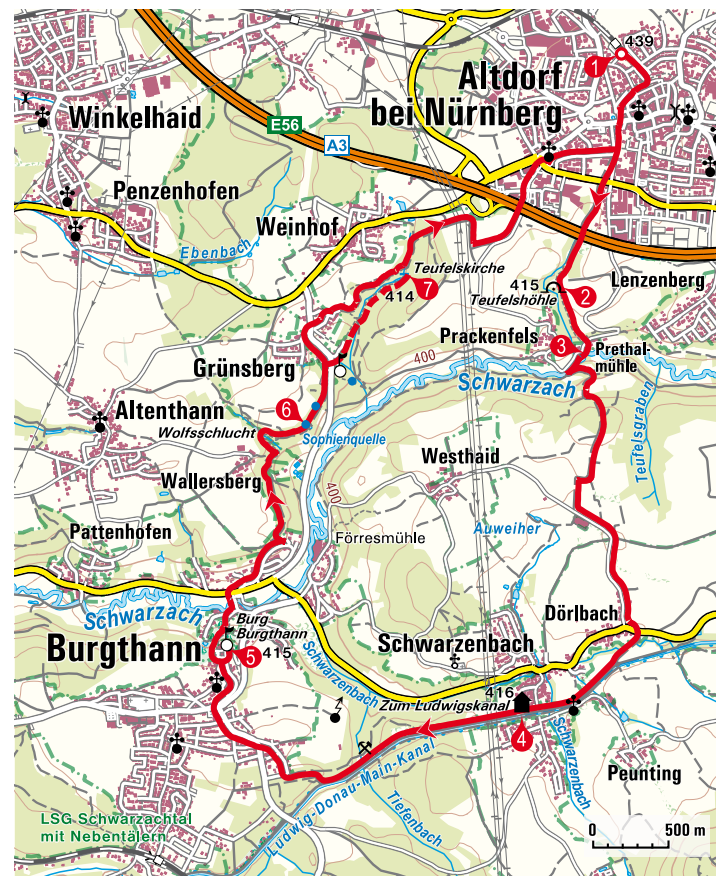 439
1
Altdorf
bei Nürnberg
Winkelhaid
E56
A3
Penzenhofen
Weinhof
Ebenbach
Teufelskirche
7
414
415
Teufelshöhle
2
Lenzenberg
Prackenfels
3
Prethal-
mühle
400
Schwarzach
Grünsberg
Altenthann
6
Wolfsschlucht
Sophienquelle
Teufelsgraben
Westhaid
Wallersberg
400
Auweiher
Pattenhofen
Förresmühle
Schwarzach
Dörlbach
Burg
Burgthann
Burgthann
5
415
Schwarzenbach
Schwarzenbach
416
Zum Ludwigskanal
4
Schwarzenbach
Peunting
Ludwig-Donau-Main-Kanal
Tiefenbach
LSG Schwarzachtal
mit Nebentälern
0
500 m